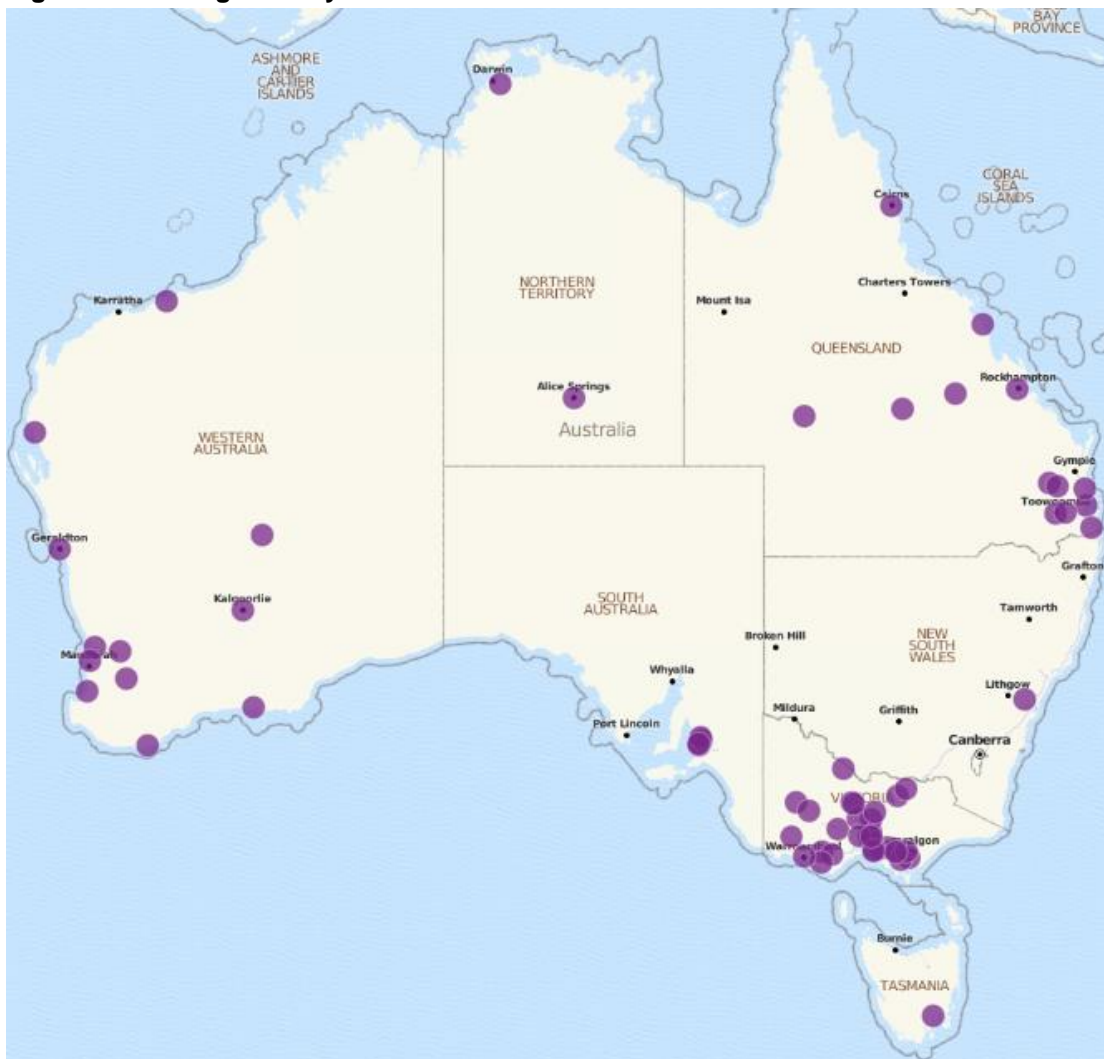 BAY
PROVINCE
ASHMORE
AND
CARTIER
ISLANDS
Darwin
CORAL
SEA
ISLANDS
Cairns
NORTHERN
TERRITORY
Charters Towers
Karratha
Mount Isa
QUEENSLAND
Rockhampton
Alice Springs
Australia
WESTERN
AUSTRALIA
Gympie
Geraldton
Grafton
SOUTH
AUSTRALIA
Kalgoorlie
Tamworth
Broken Hill
NEW
SOUTH
WALES
Whyalla
Lithgow
Mildura
Griffith
Port Lincoln
Canberra
Burnie
TASMANIA